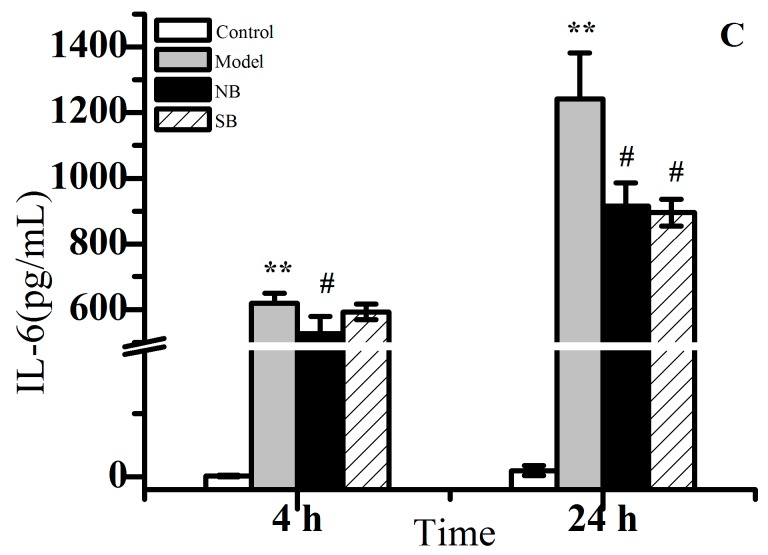 C
Control
Model
NB
SB
IL-6(pg/mL)
1400
1200
1000
800
600
0
**
#
**
#
#
4 h
24 h
Time